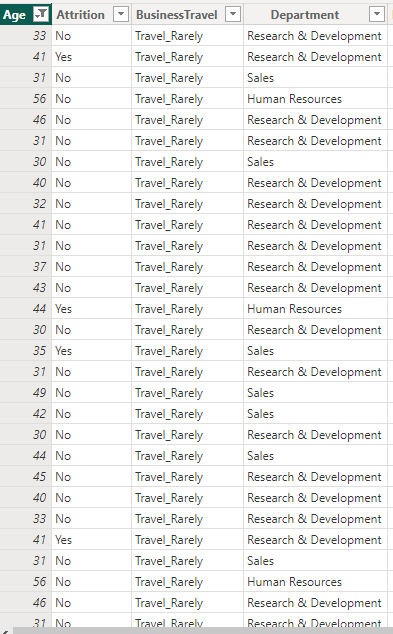 Age Attrition BusinessTravel Department
33 No Travel_Rarely Research & Development
41 Yes Travel_Rarely Research & Development
31 No Travel_Rarely Sales
56 No Travel_Rarely Human Resources
46 No Travel_Rarely Research & Development
31 No Travel_Rarely Research & Development
30 No Travel_Rarely Sales
40 No Travel_Rarely Research & Development
32 No Travel_Rarely Research & Development
41 No Travel_Rarely Research & Development
31 No Travel_Rarely Research & Development
37 No Travel_Rarely Research & Development
43 No Travel_Rarely Research & Development
44 Yes Travel_Rarely Human Resources
30 No Travel_Rarely Research & Development
35 Yes Travel_Rarely Sales
31 No Travel_Rarely Research & Development
49 No Travel_Rarely Sales
42 No Travel_Rarely Sales
30 No Travel_Rarely Research & Development
44 No Travel_Rarely Sales
45 No Travel_Rarely Research & Development
40 No Travel_Rarely Research & Development
33 No Travel_Rarely Research & Development
41 Yes Travel_Rarely Research & Development
31 No Travel_Rarely Sales
56 No Travel_Rarely Human Resources
46 No Travel_Rarely Research & Development
31 No Travel_Rarely Research & Development